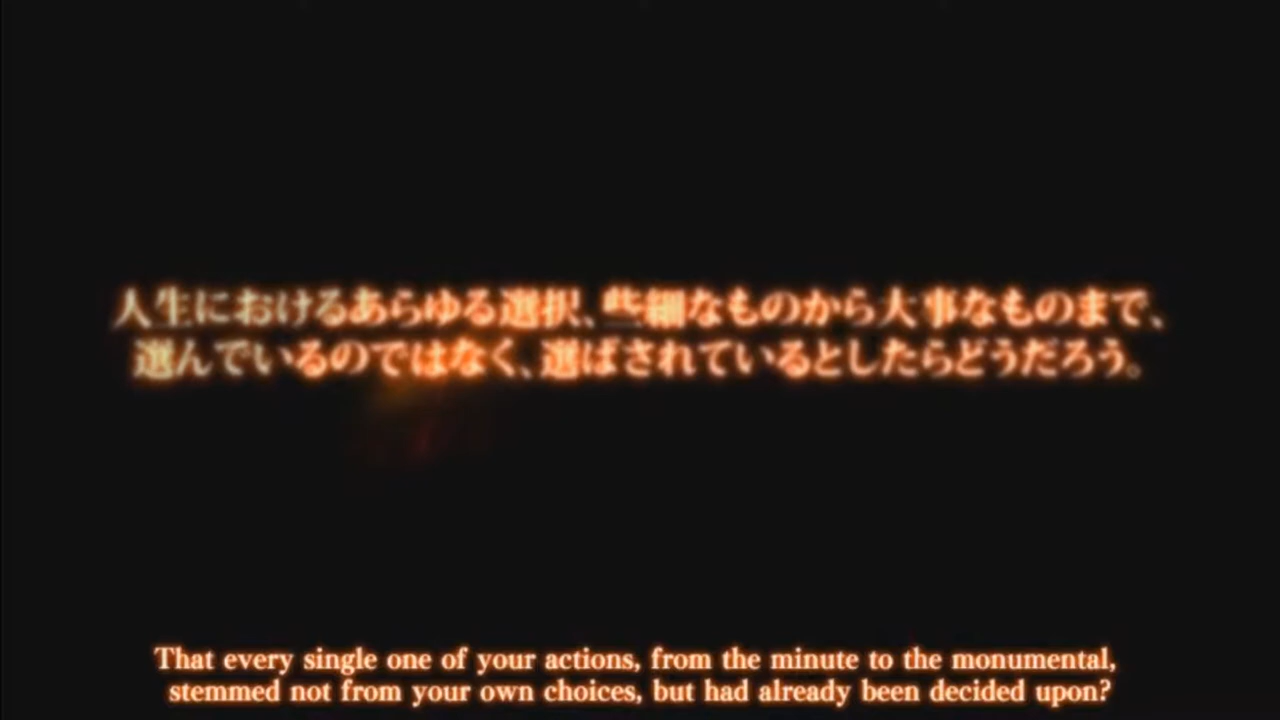 人生におけるあらゆる選択、些細なものから大事なものまで、
選んでいるのではなく、選ばされているとしたらどうだろう。
That every single one of your actions, from the minute to the monumental,
stemmed not from your own choices, but had already been decided upon?